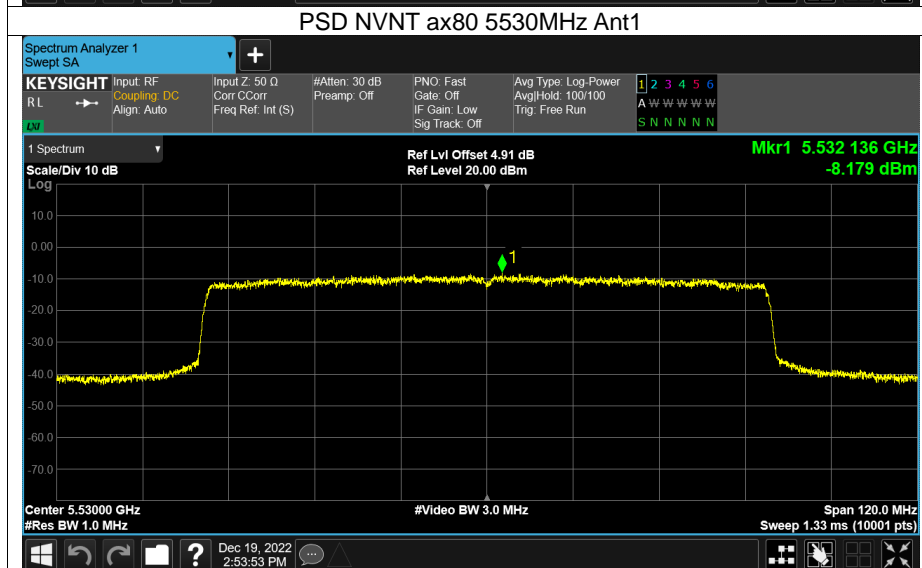 PSD NVNT ax80 5530MHz Ant1
Spectrum Analyzer 1
Swept SA
+
KEYSIGHT
RL
LXI
Input: RF
Coupling: DC
Align: Auto
Input Z: 50 Ω
Corr CCorr
Freq Ref: Int (S)
#Atten: 30 dB
Preamp: Off
PNO: Fast
Gate: Off
IF Gain: Low
Sig Track: Off
Avg Type: Log-Power
Avg|Hold: 100/100
Trig: Free Run
1 2 3 4 5 6
A W W W W W
S N N N N N
1 Spectrum
Scale/Div 10 dB
Log
Ref Lvl Offset 4.91 dB
Ref Level 20.00 dBm
Mkr1 5.532 136 GHz
-8.179 dBm
10.0
0.00
-10.0
-20.0
-30.0
-40.0
-50.0
-60.0
-70.0
1
Center 5.53000 GHz
#Res BW 1.0 MHz
#Video BW 3.0 MHz
Span 120.0 MHz
Sweep 1.33 ms (10001 pts)
?
Dec 19, 2022
2:53:53 PM